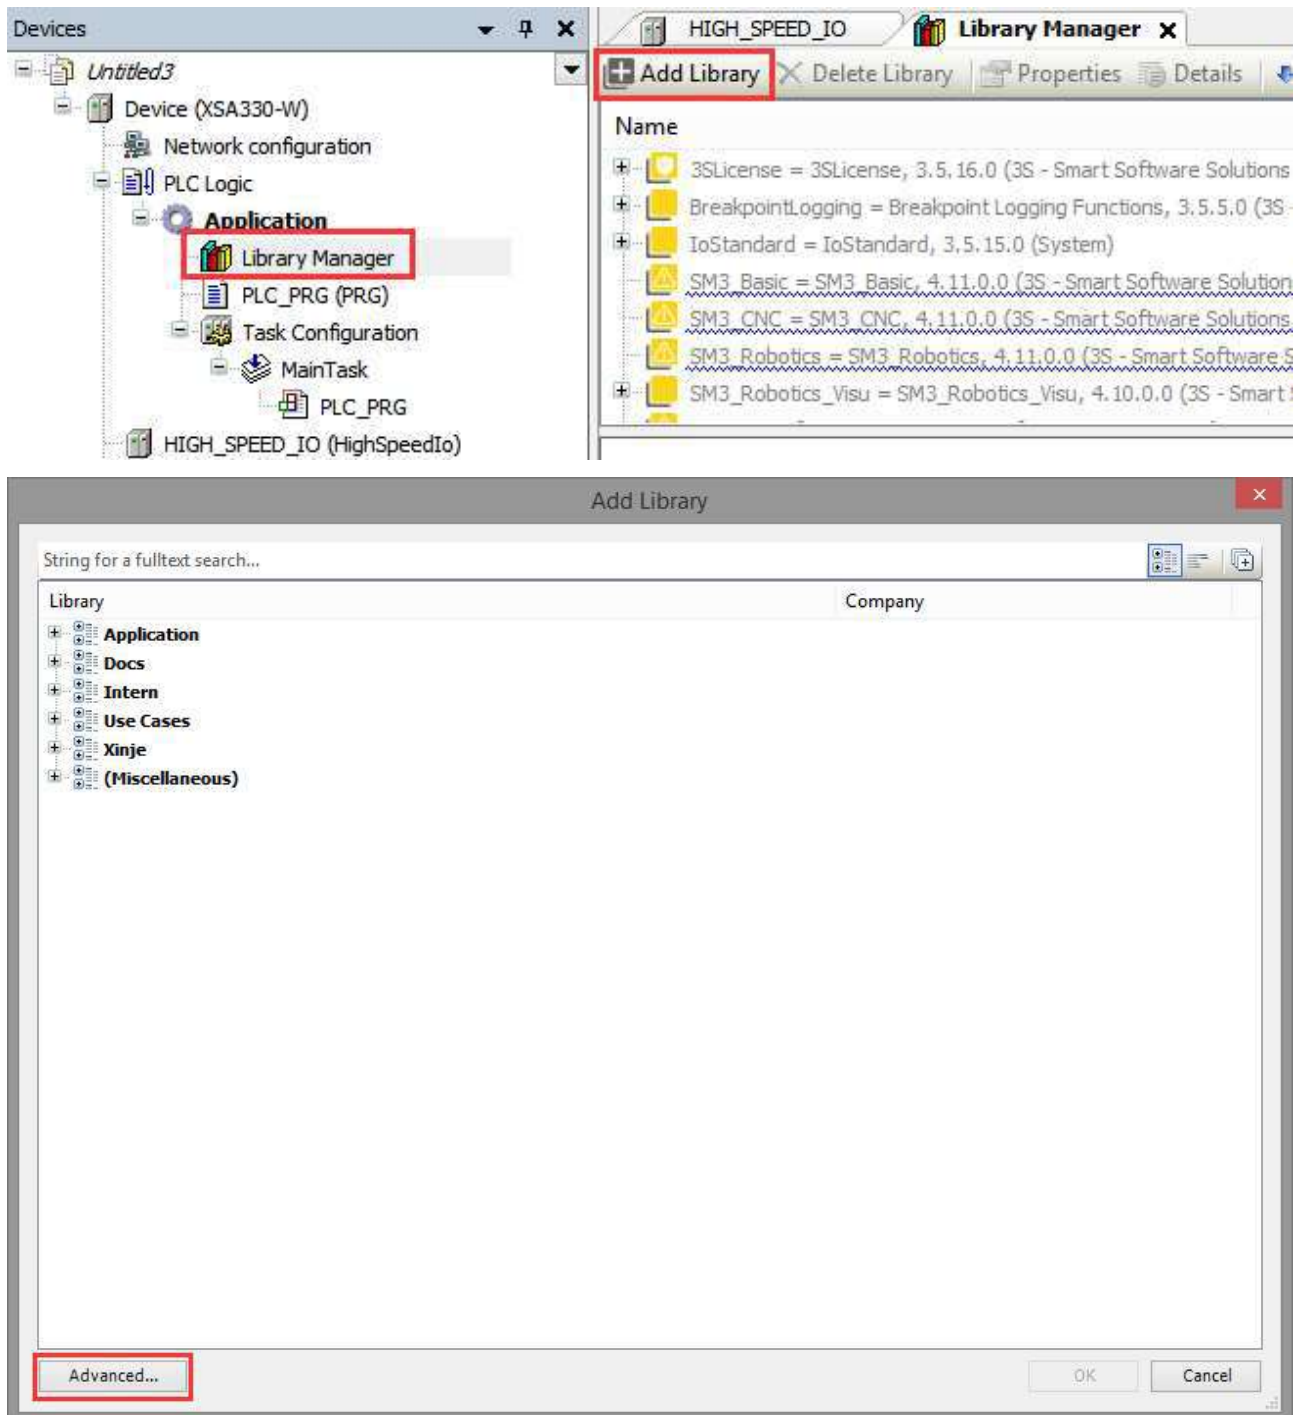 Devices
Untitled3
Device (XSA330-W)
Network configuration
PLC Logic
Application
Library Manager
PLC_PRG (PRG)
Task Configuration
MainTask
PLC_PRG
HIGH_SPEED_IO (HighSpeedIo)
HIGH_SPEED_IO Library Manager
Add Library Delete Library Properties Details
Name
3SLicense = 3SLicense, 3.5.16.0 (3S - Smart Software Solutions
BreakpointLogging = Breakpoint Logging Functions, 3.5.5.0 (3S -
IoStandard = IoStandard, 3.5.15.0 (System)
SM3_Basic = SM3_Basic, 4.11.0.0 (3S - Smart Software Solution
SM3_CNC = SM3_CNC, 4.11.0.0 (3S - Smart Software Solutions
SM3_Robotics = SM3_Robotics, 4.11.0.0 (3S - Smart Software S
SM3_Robotics_Visu = SM3_Robotics_Visu, 4.10.0.0 (3S - Smart
Add Library
String for a fulltext search...
Library Company
Application
Docs
Intern
Use Cases
Xinje
(Miscellaneous)
Advanced... OK Cancel